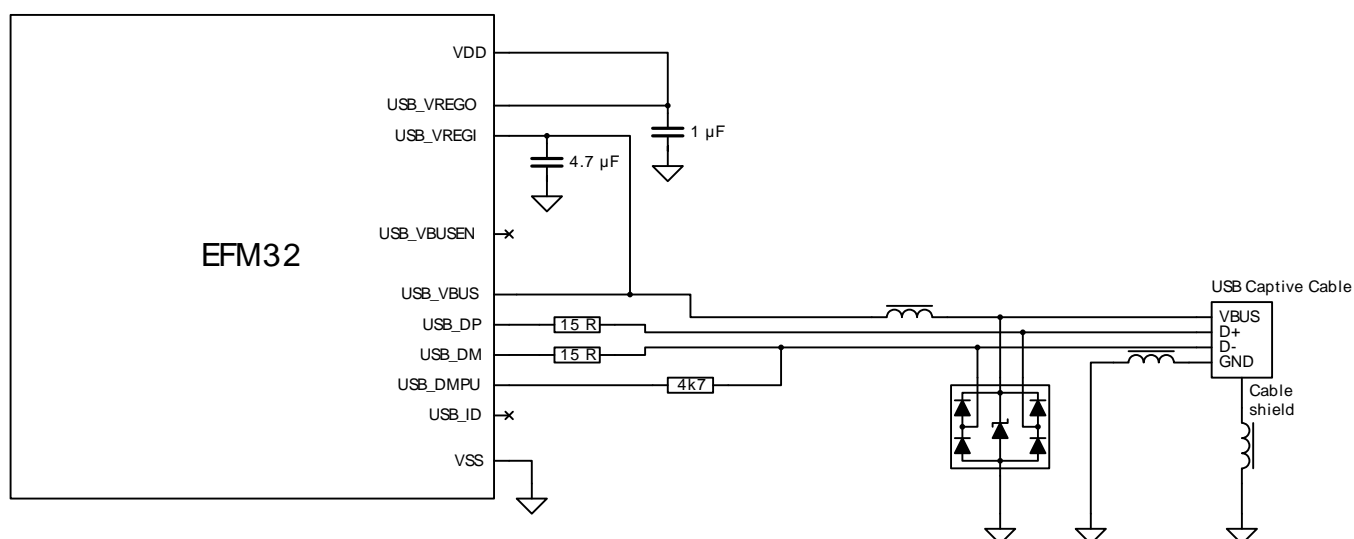 VDD
USB_VREGO
USB_VREGI
1 µF
4.7 µF
USB_VBUSEN
EFM32
USB_VBUS
USB_DP
15 R
USB_DM
15 R
USB_DMPU
4k7
USB_ID
VSS
USB Captive Cable
VBUS
D+
D-
GND
Cable
shield